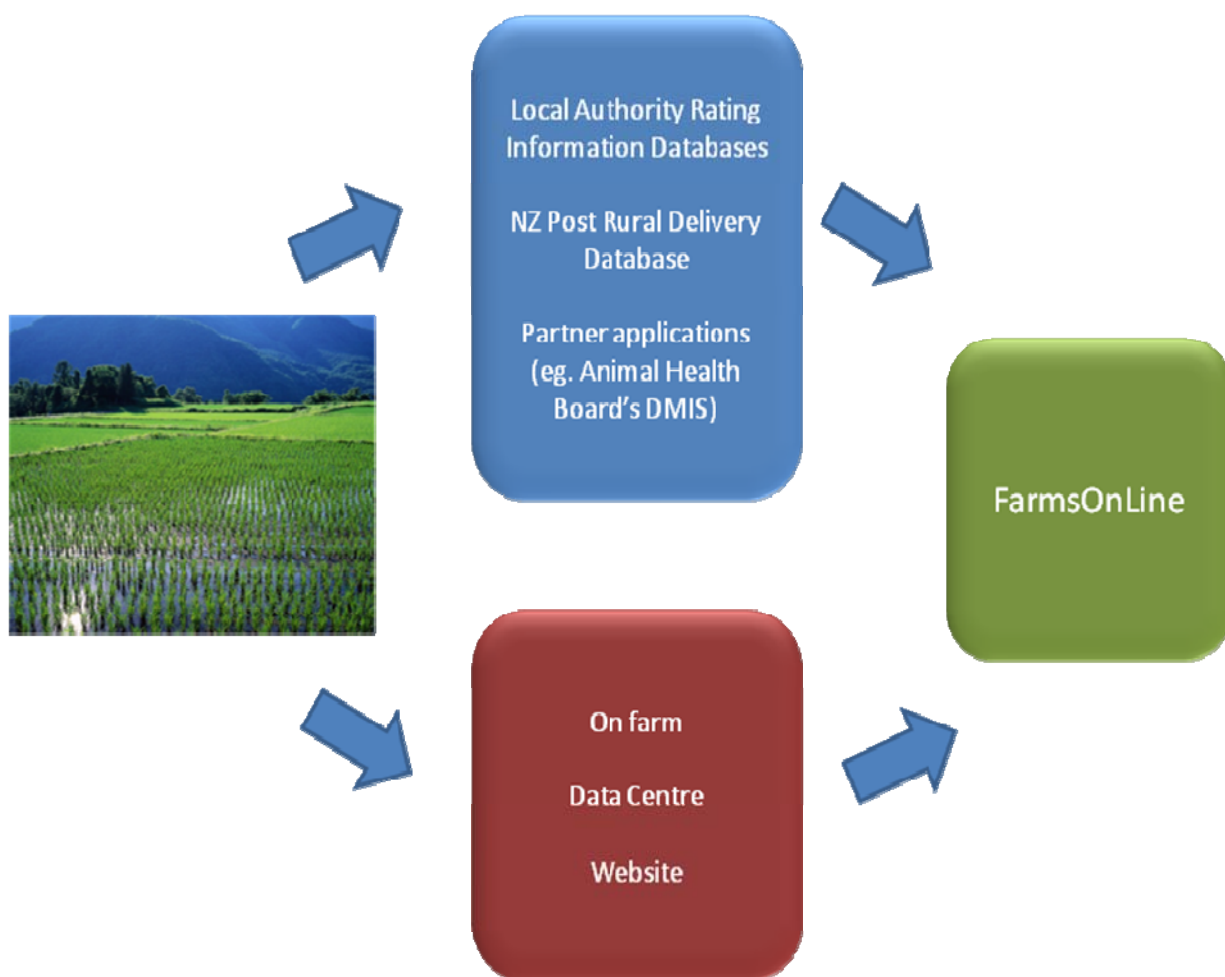 Local Authority Rating
Information Databases
NZ Post Rural Delivery
Database
Partner applications
(eg. Animal Health
Board's DMIS)
FarmsOnLine
On farm
Data Centre
Website